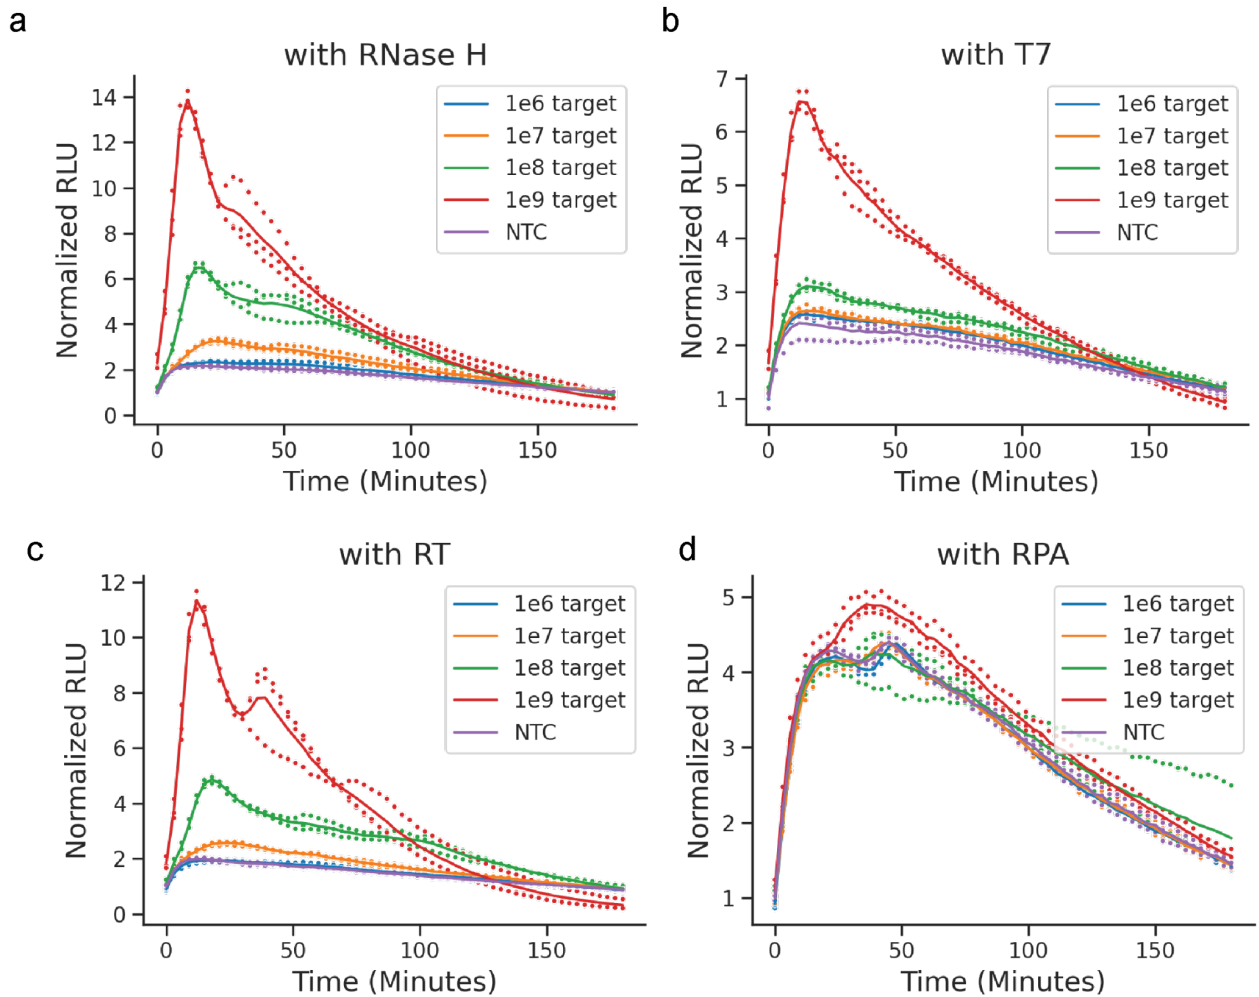 a
with RNase H
Normalized RLU
14
12
10
8
6
4
2
0
0
50
100
150
Time (Minutes)
1e6 target
1e7 target
1e8 target
1e9 target
NTC
b
with T7
Normalized RLU
7
6
5
4
3
2
1
0
50
100
150
Time (Minutes)
1e6 target
1e7 target
1e8 target
1e9 target
NTC
c
with RT
Normalized RLU
12
10
8
6
4
2
0
0
50
100
150
Time (Minutes)
1e6 target
1e7 target
1e8 target
1e9 target
NTC
d
with RPA
Normalized RLU
5
4
3
2
1
0
50
100
150
Time (Minutes)
1e6 target
1e7 target
1e8 target
1e9 target
NTC